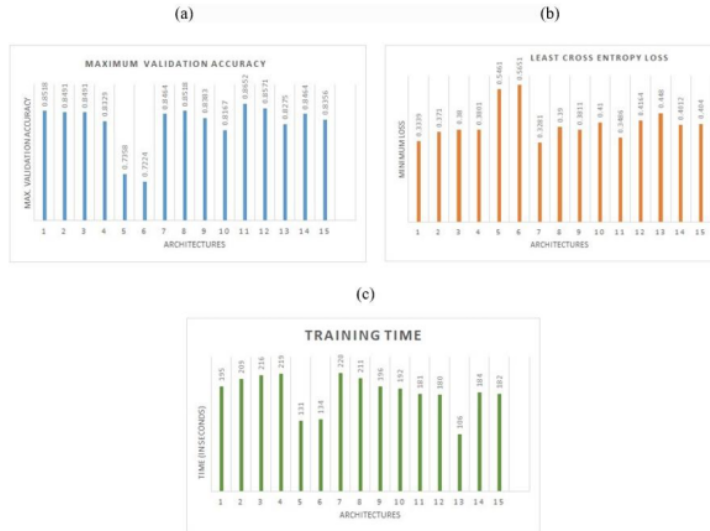 (a)
MAXIMUM VALIDATION ACCURACY
MAX. VALIDATION ACCURACY
0.8518 0.8491 0.8491 0.8329 0.7358 0.7224 0.8464 0.8518 0.8383 0.8167 0.8652 0.8571 0.8275 0.8464 0.8356
1 2 3 4 5 6 7 8 9 10 11 12 13 14 15
ARCHITECTURES
(b)
LEAST CROSS ENTROPY LOSS
MINIMUM LOSS
0.3339 0.371 0.38 0.3801 0.5461 0.5651 0.3281 0.39 0.3811 0.41 0.3486 0.4164 0.448 0.4012 0.404
1 2 3 4 5 6 7 8 9 10 11 12 13 14 15
ARCHITECTURES
(c)
TRAINING TIME
TIME (IN SECONDS)
195 209 216 219 131 134 220 211 196 192 181 180 106 184 182
1 2 3 4 5 6 7 8 9 10 11 12 13 14 15
ARCHITECTURES